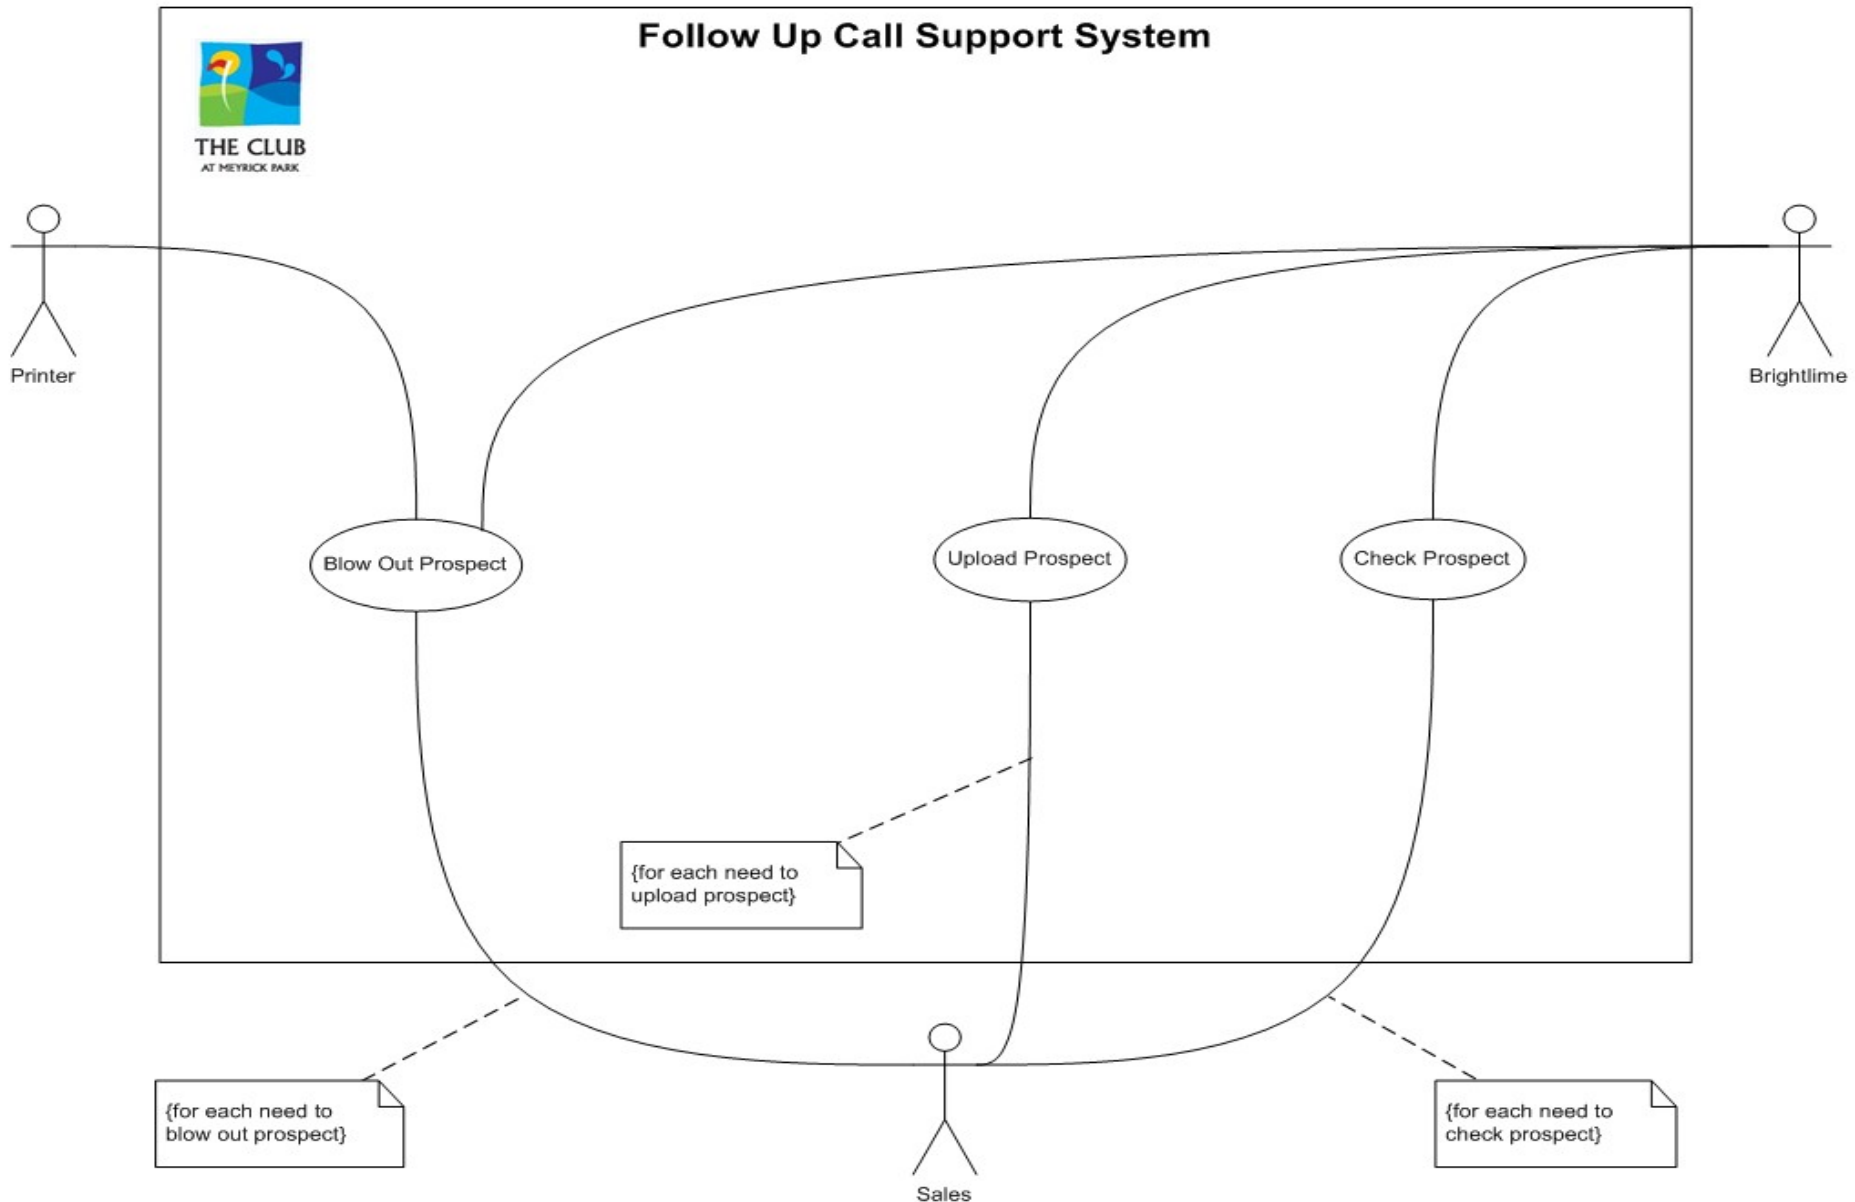 Follow Up Call Support System
THE CLUB
AT MEYRICK PARK
Printer
Brightlime
Blow Out Prospect
Upload Prospect
Check Prospect
{for each need to
upload prospect}
{for each need to
blow out prospect}
{for each need to
check prospect}
Sales